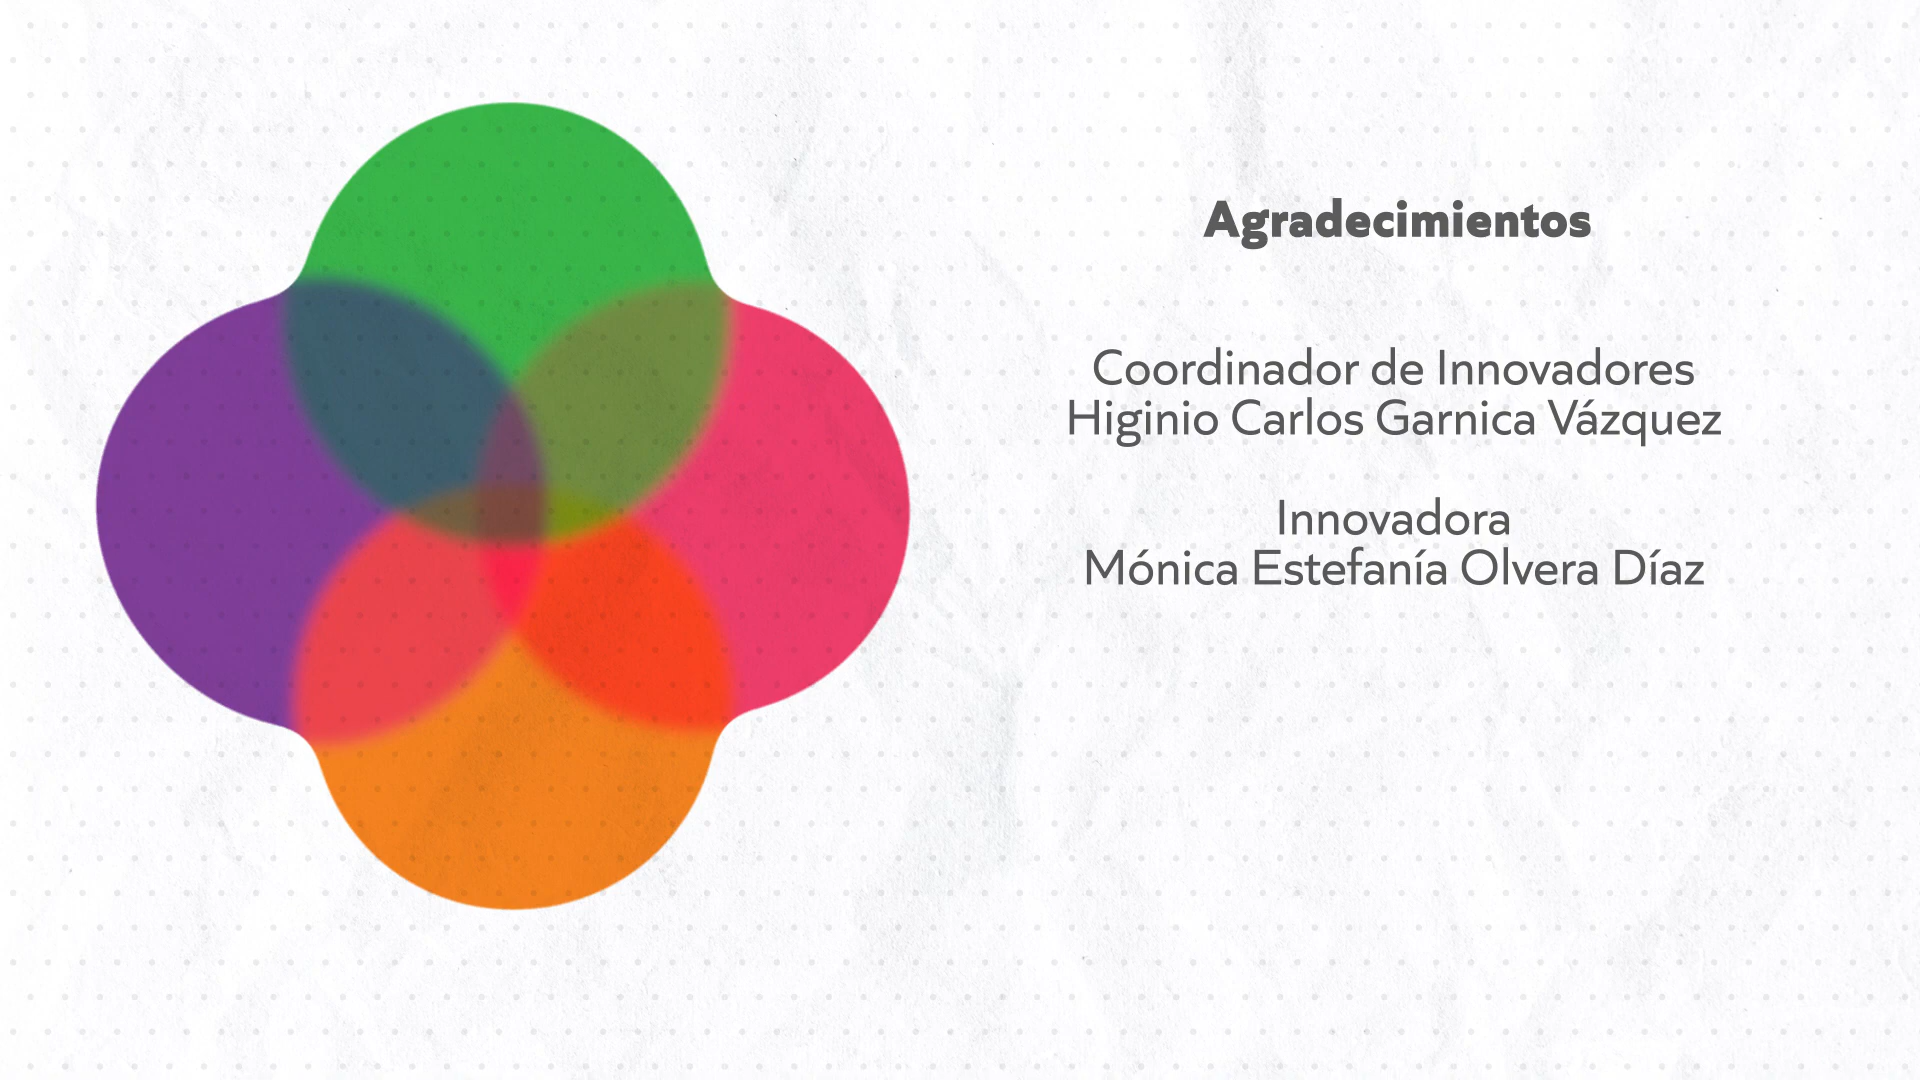 Agradecimientos
Coordinador de Innovadores
Higinio Carlos Garnica Vázquez
Innovadora
Mónica Estefanía Olvera Díaz